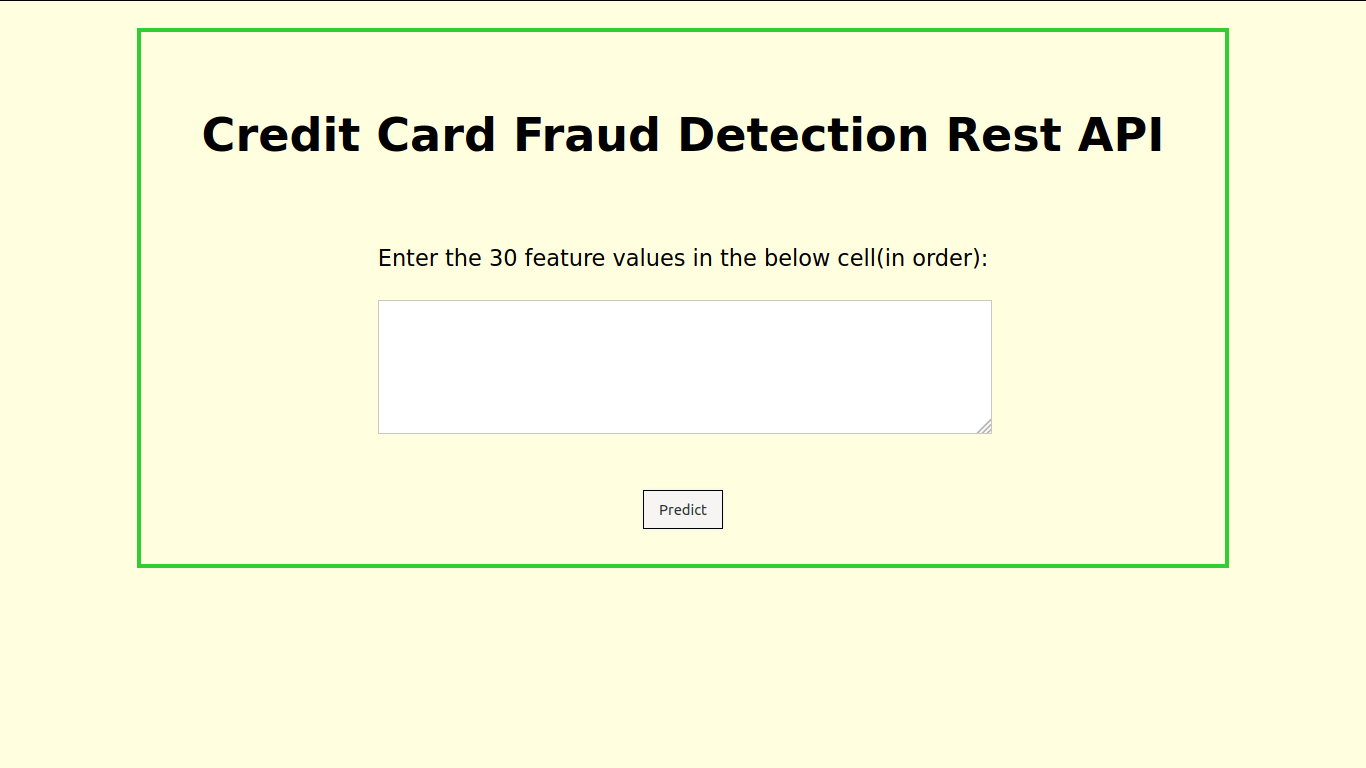 Credit Card Fraud Detection Rest API
Enter the 30 feature values in the below cell(in order):
Predict